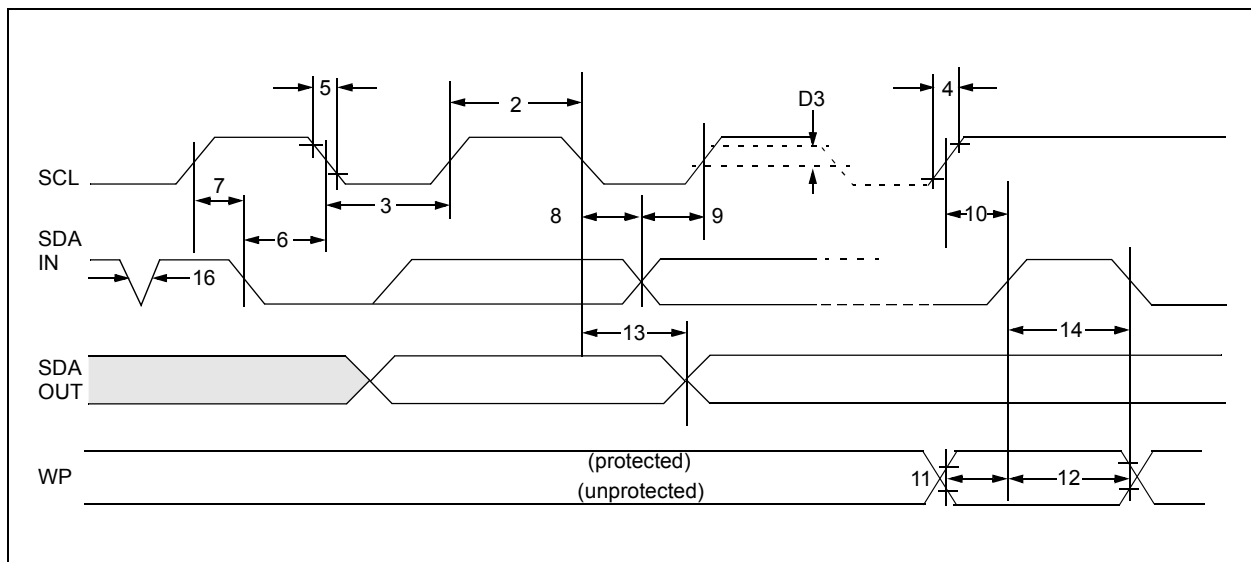 5
2
D3
4
SCL
7
3
8
9
10
SDA
IN
6
16
13
14
SDA
OUT
WP
(protected)
(unprotected)
11
12